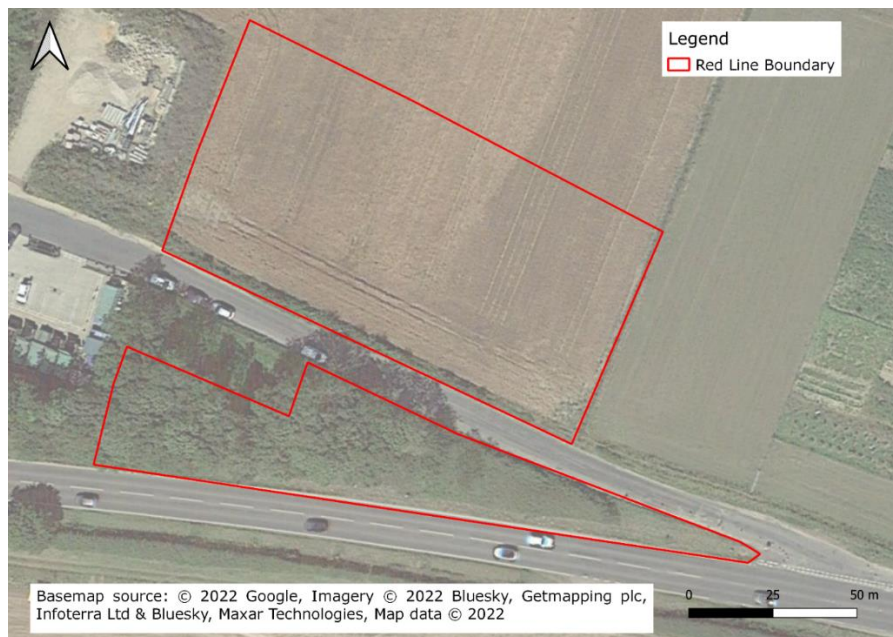 Legend
Red Line Boundary
Basemap source: © 2022 Google, Imagery © 2022 Bluesky, Getmapping plc,
Infoterra Ltd & Bluesky, Maxar Technologies, Map data © 2022
0 25 50 m